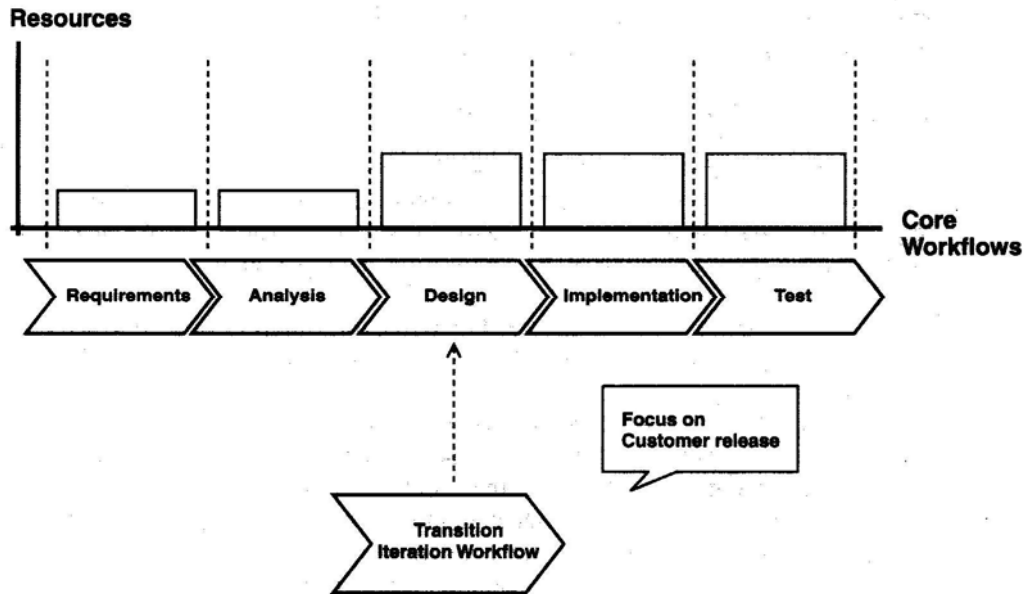 Resources
Core
Workflows
Requirements
Analysis
Design
Implementation
Test
Focus on
Customer release
Transition
Iteration Workflow